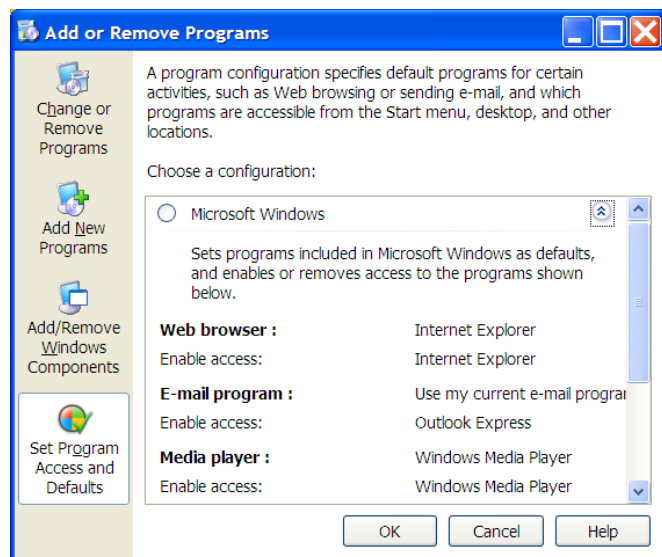 Add or Remove Programs
Change or
Remove
Programs
Add New
Programs
Add/Remove
Windows
Components
Set Program
Access and
Defaults
A program configuration specifies default programs for certain
activities, such as Web browsing or sending e-mail, and which
programs are accessible from the Start menu, desktop, and other
locations.
Choose a configuration:
Microsoft Windows
Sets programs included in Microsoft Windows as defaults,
and enables or removes access to the programs shown
below.
Web browser : Internet Explorer
Enable access: Internet Explorer
E-mail program : Use my current e-mail progra
Enable access: Outlook Express
Media player : Windows Media Player
Enable access: Windows Media Player
OK Cancel Help